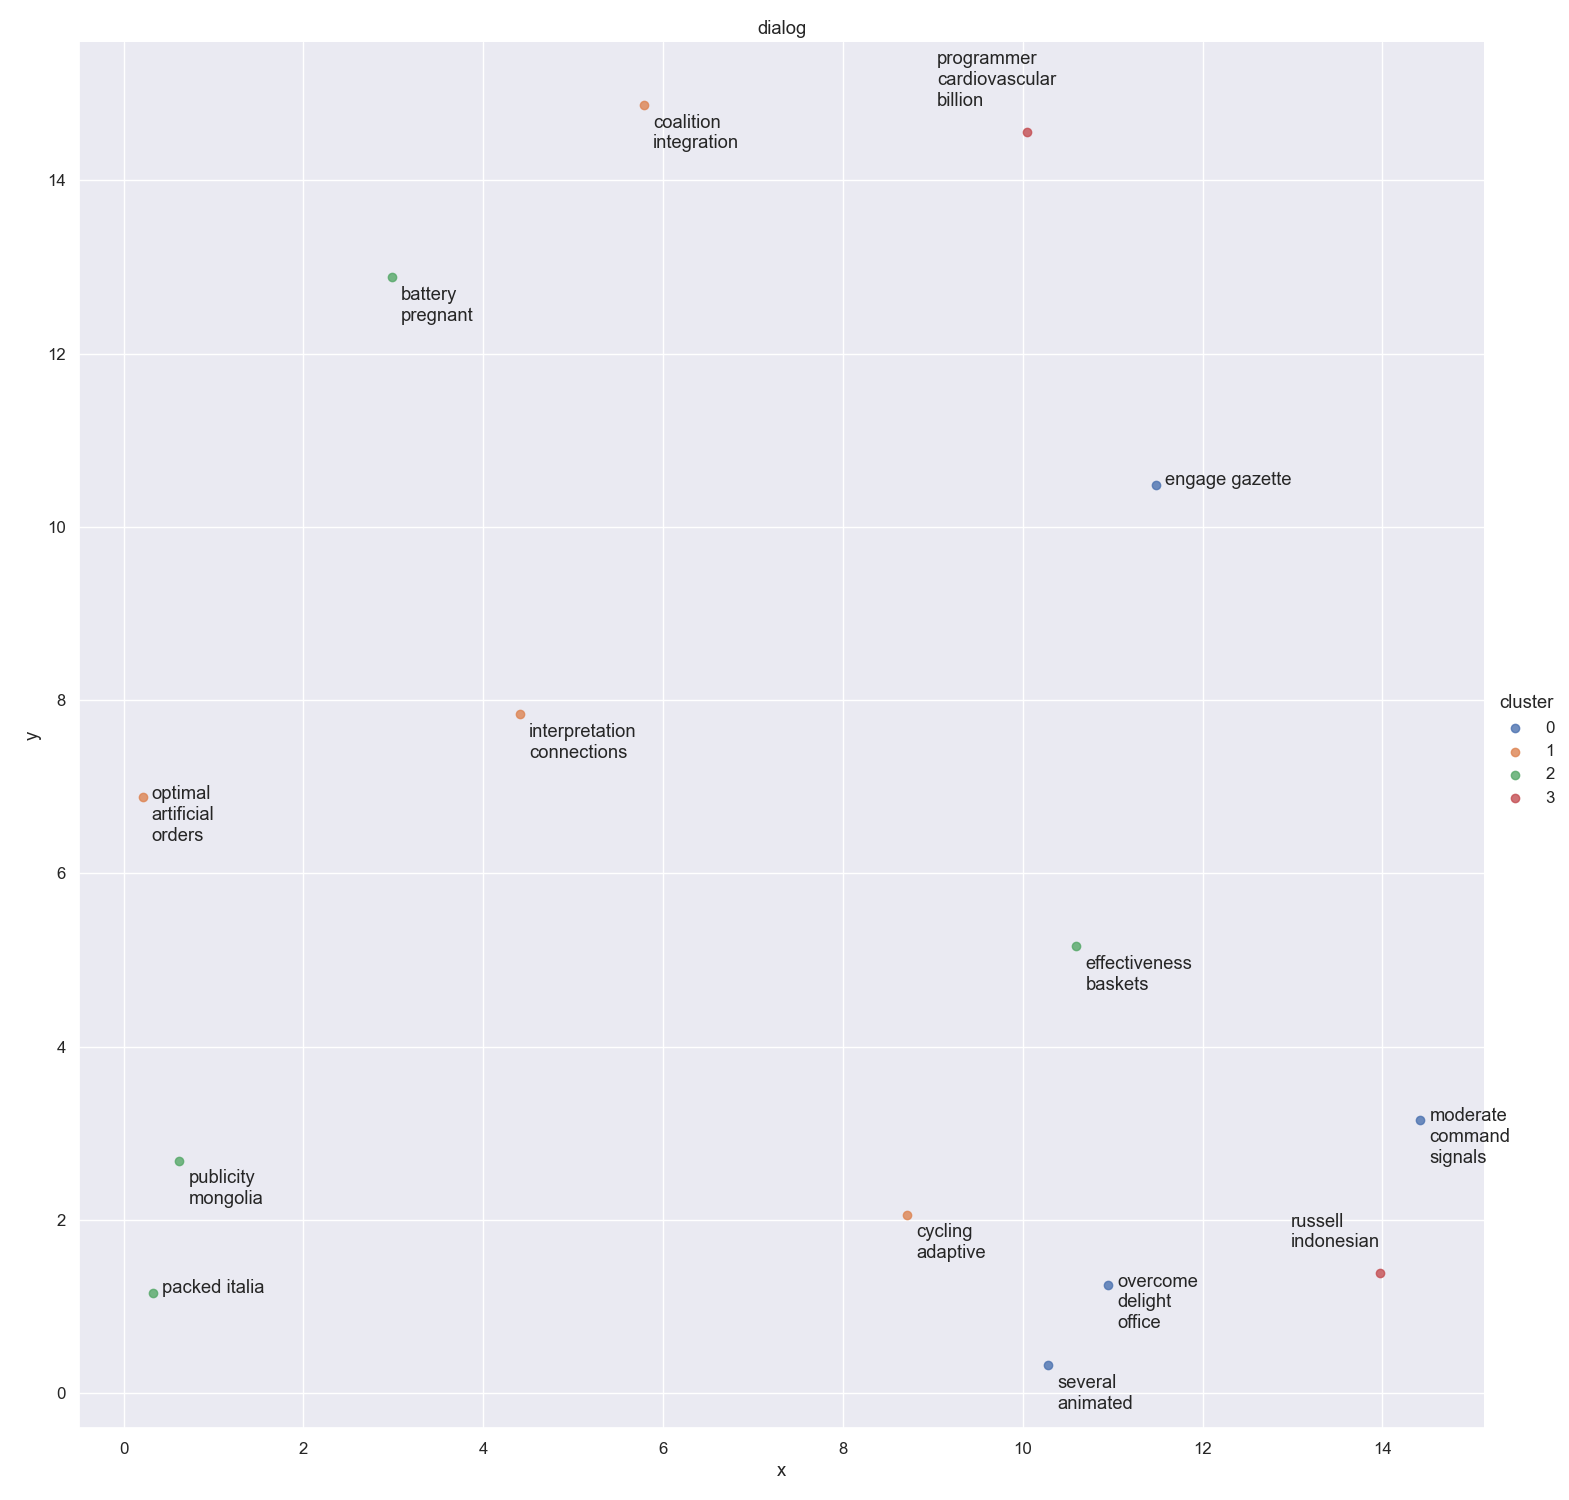 dialog
programmer
cardiovascular
billion
coalition
integration
14
battery
pregnant
12
engage gazette
10
8
interpretation
connections
cluster
0
1
2
3
y
optimal
artificial
orders
6
effectiveness
baskets
4
moderate
command
signals
publicity
mongolia
2
russell
indonesian
cycling
adaptive
packed italia
overcome
delight
office
several
animated
0
0 2 4 6 8 10 12 14
x